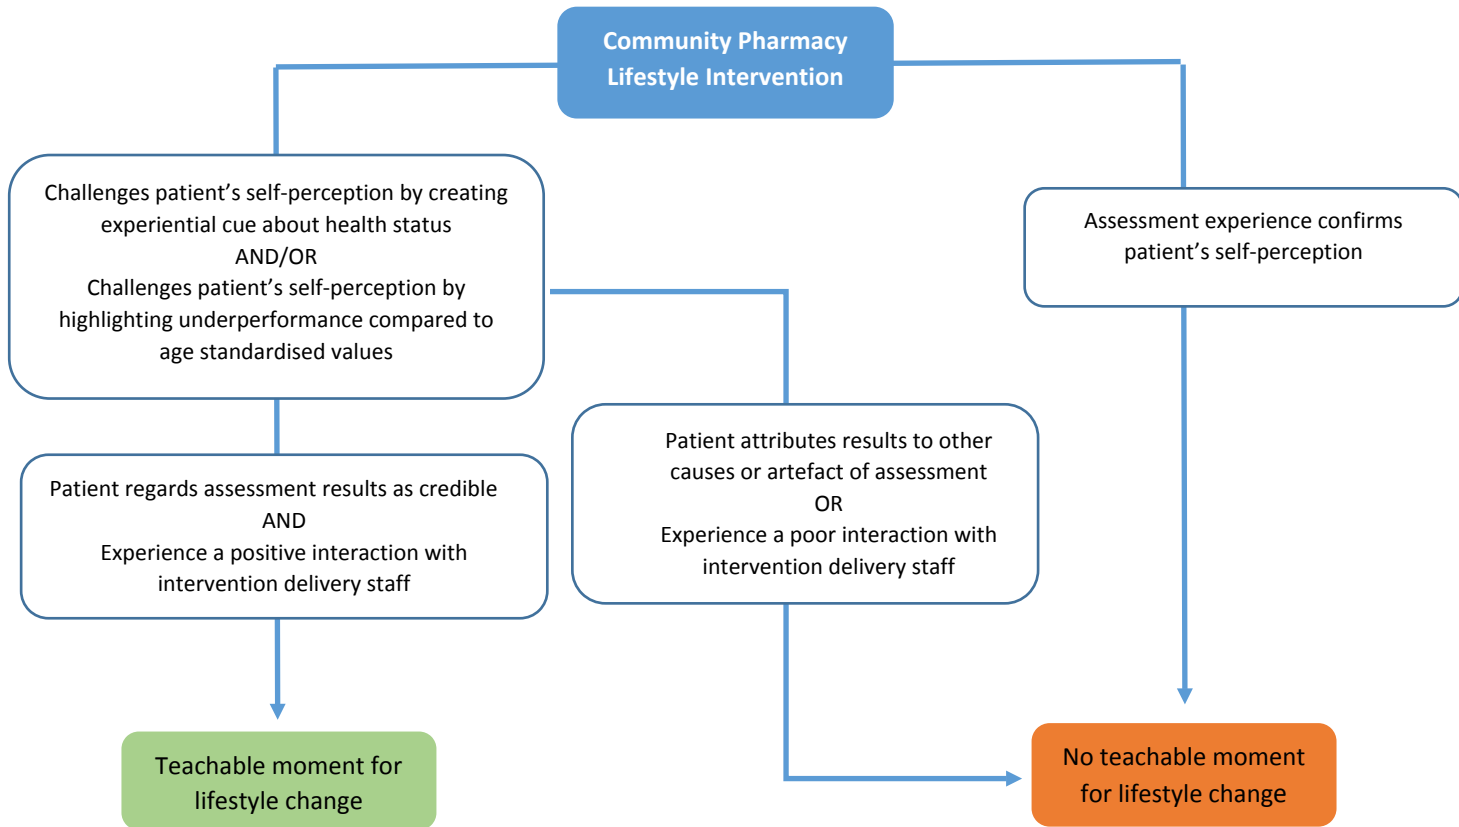 Community Pharmacy
Lifestyle Intervention
Challenges patient’s self-perception by creating
experiential cue about health status
AND/OR
Challenges patient’s self-perception by
highlighting underperformance compared to
age standardised values
Assessment experience confirms
patient’s self-perception
Patient regards assessment results as credible
AND
Experience a positive interaction with
intervention delivery staff
Patient attributes results to other
causes or artefact of assessment
OR
Experience a poor interaction with
intervention delivery staff
Teachable moment for
lifestyle change
No teachable moment
for lifestyle change